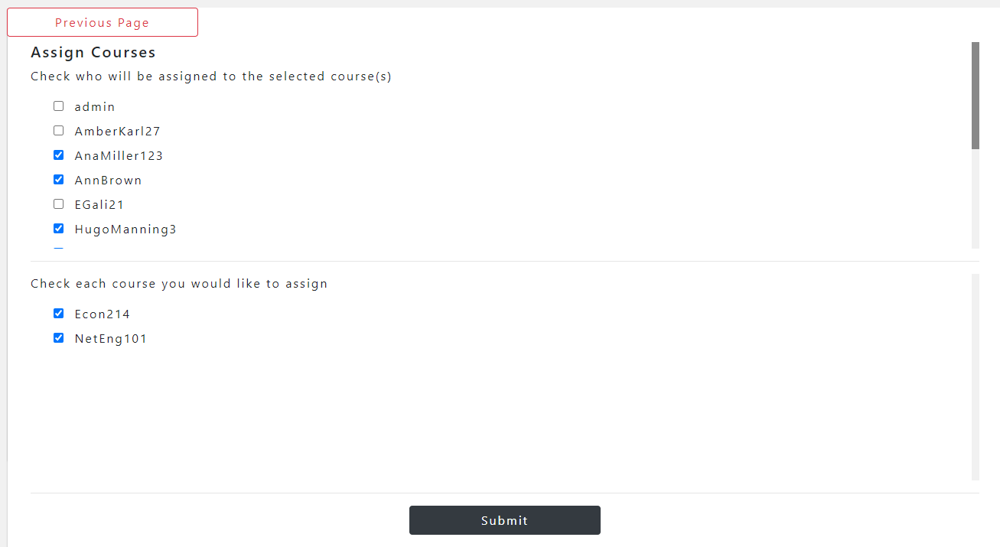 Previous Page
Assign Courses
Check who will be assigned to the selected course(s)
admin
AmberKarl27
AnaMiller123
AnnBrown
EGali21
HugoManning3
Check each course you would like to assign
Econ214
NetEng101
Submit